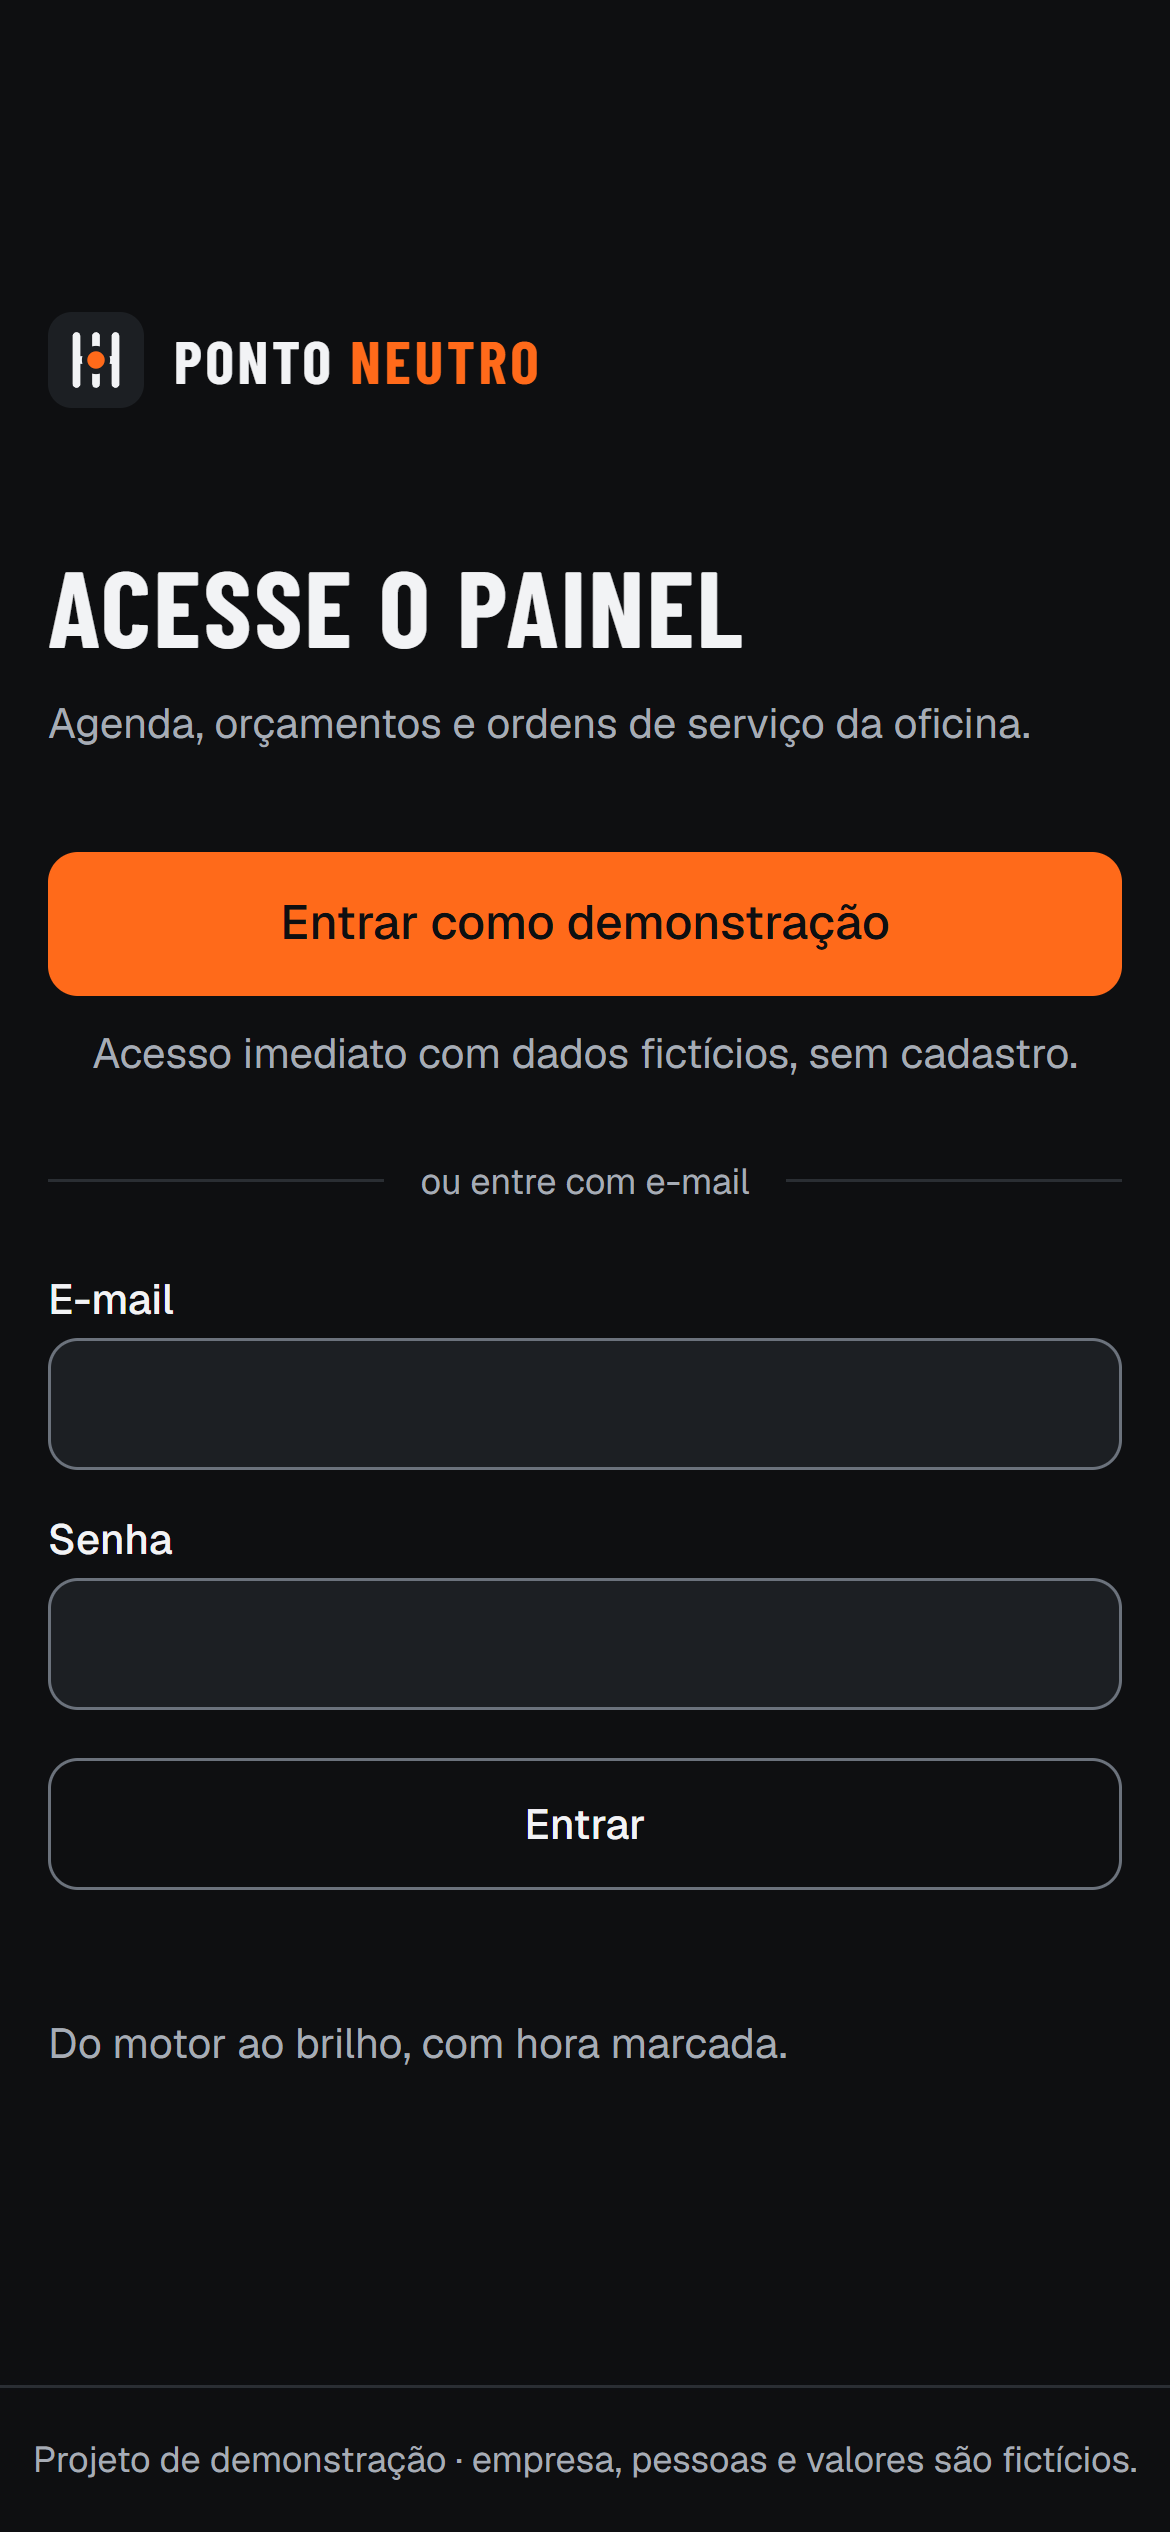 PONTO NEUTRO
ACESSE O PAINEL
Agenda, orçamentos e ordens de serviço da oficina.
Entrar como demonstração
Acesso imediato com dados fictícios, sem cadastro.
ou entre com e-mail
E-mail
Senha
Entrar
Do motor ao brilho, com hora marcada.
Projeto de demonstração · empresa, pessoas e valores são fictícios.